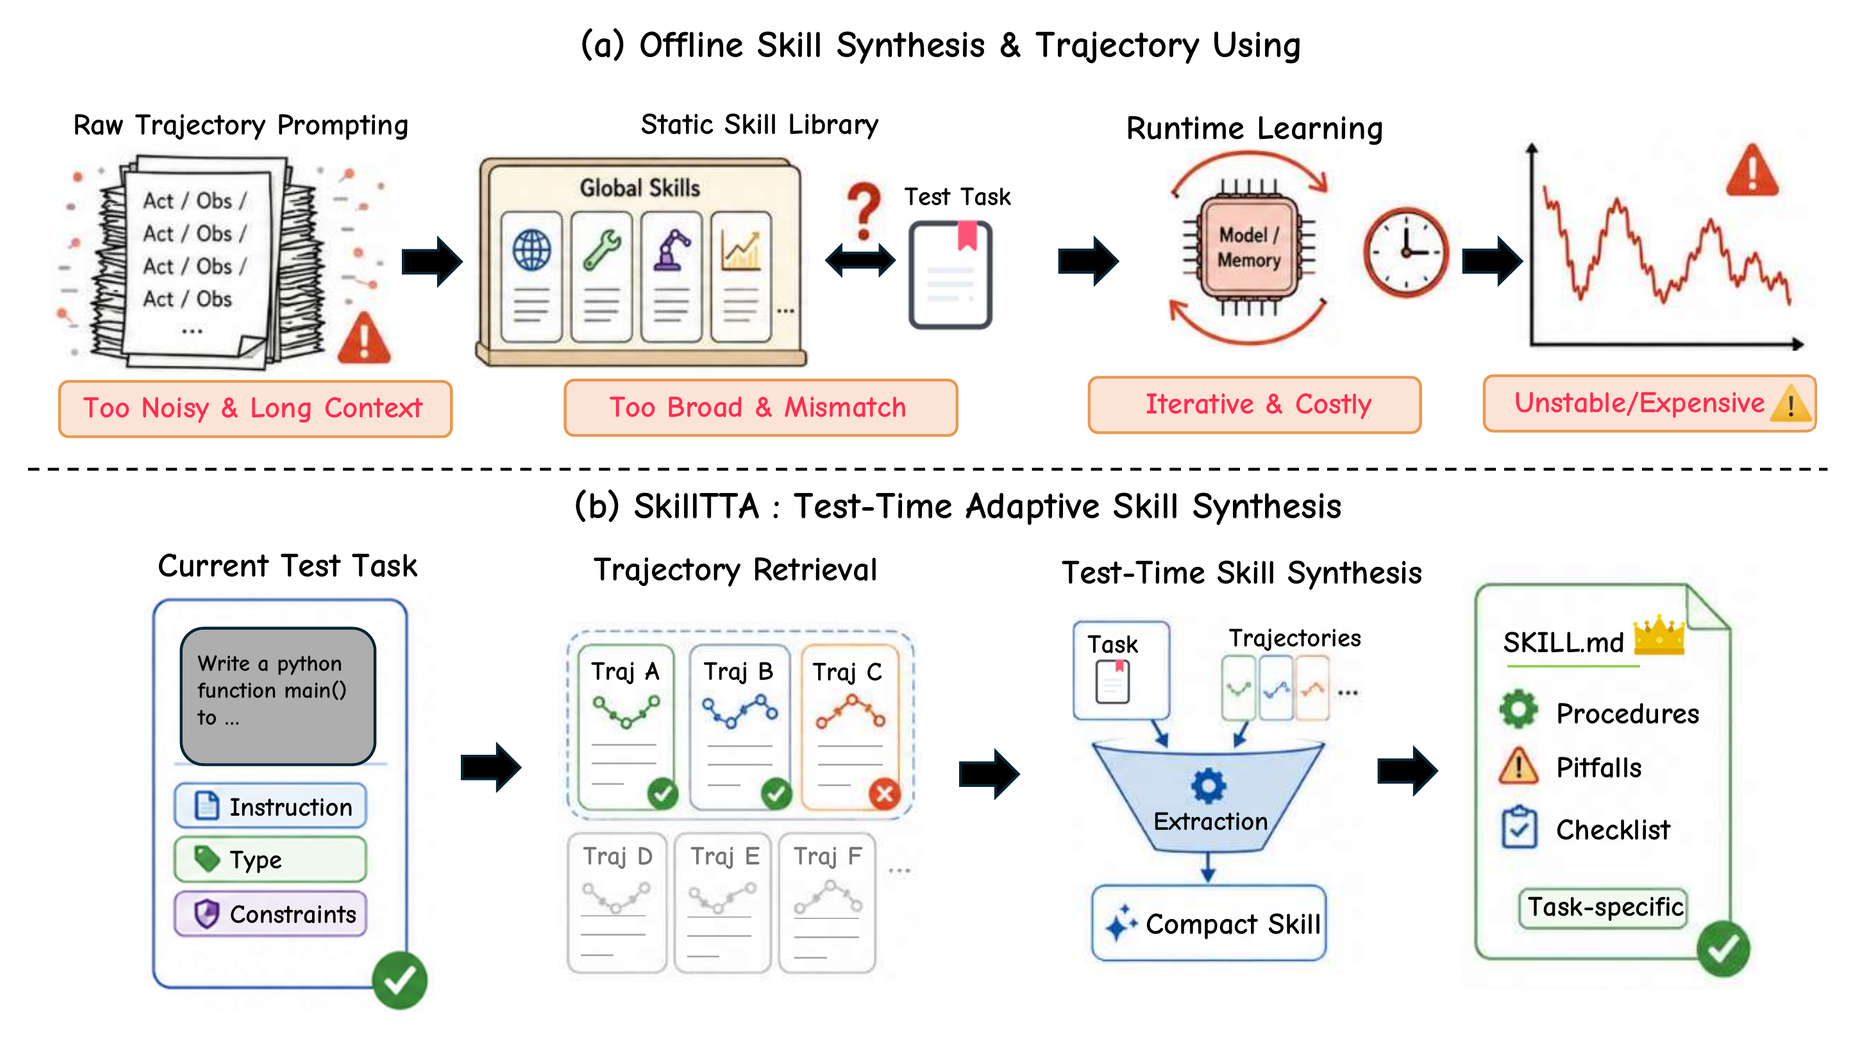 (a) Offline Skill Synthesis & Trajectory Using
Raw Trajectory Prompting
Act / Obs /
Act / Obs /
Act / Obs /
Act / Obs
...
Too Noisy & Long Context
Static Skill Library
Global Skills
...
?
Test Task
Too Broad & Mismatch
Runtime Learning
Model /
Memory
Iterative & Costly
Unstable/Expensive
(b) SkillTTA : Test-Time Adaptive Skill Synthesis
Current Test Task
Write a python
function main()
to ...
Instruction
Type
Constraints
Trajectory Retrieval
Traj A
Traj B
Traj C
Traj D
Traj E
Traj F
...
Test-Time Skill Synthesis
Task
Trajectories
...
Extraction
Compact Skill
SKILL.md
Procedures
Pitfalls
Checklist
Task-specific